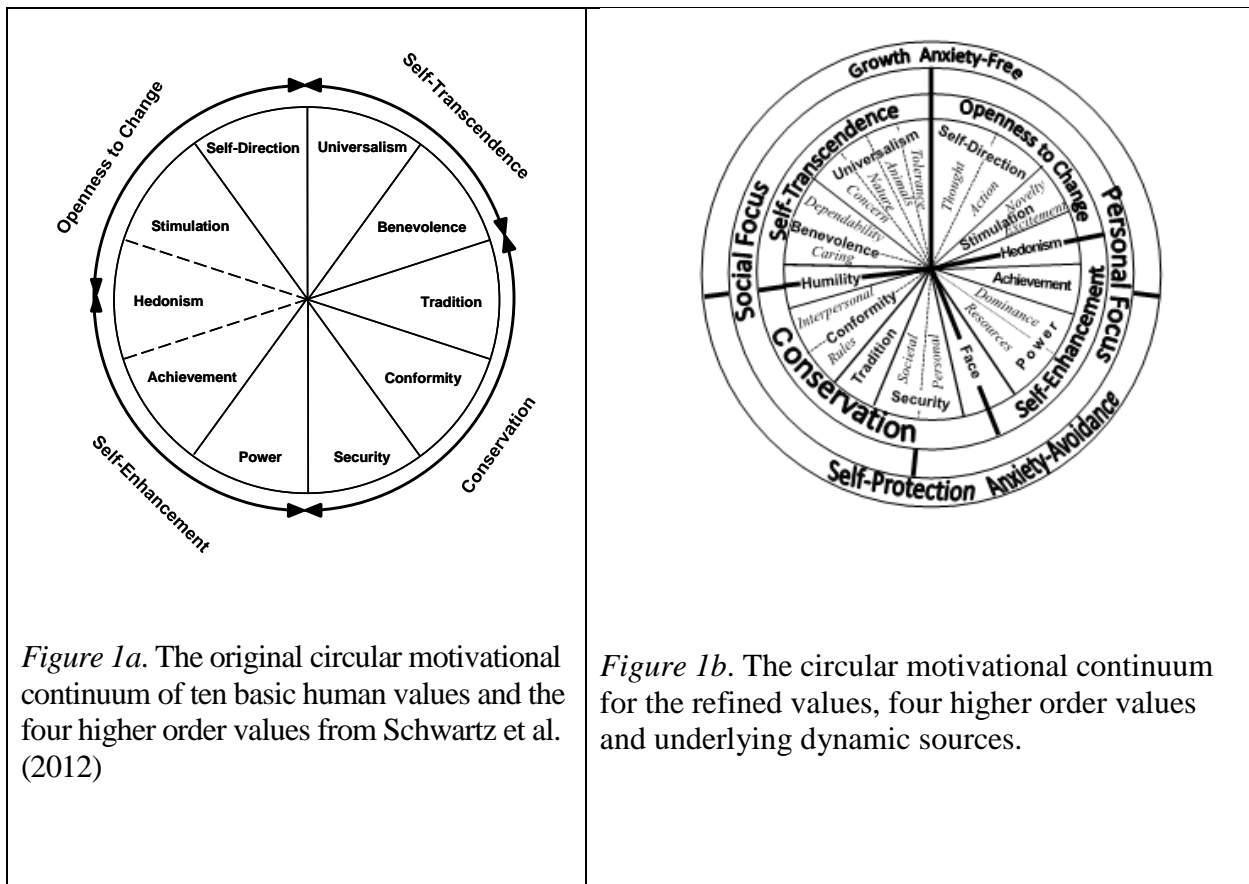 Openness to Change
Self-Transcendence
Self-Direction
Universalism
Stimulation
Benevolence
Hedonism
Tradition
Achievement
Conformity
Power
Security
Self-Enhancement
Conservation
Figure 1a. The original circular motivational
continuum of ten basic human values and the
four higher order values from Schwartz et al.
(2012)
Growth Anxiety-Free
Self-Transcendence
Openness to Change
Social Focus
Personal Focus
Universalism
Tolerance
Animals
Nature
Concern
Self-Direction
Thought
Action
Novelty
Stimulation
Excitement
Dependability
Benevolence
Caring
Hedonism
Humility
Achievement
Interpersonal
Conformity
Rules
Dominance
Resources
Power
Tradition
Societal
Personal
Security
Face
Conservation
Self-Enhancement
Self-Protection Anxiety-Avoidance
Figure 1b. The circular motivational continuum
for the refined values, four higher order values
and underlying dynamic sources.